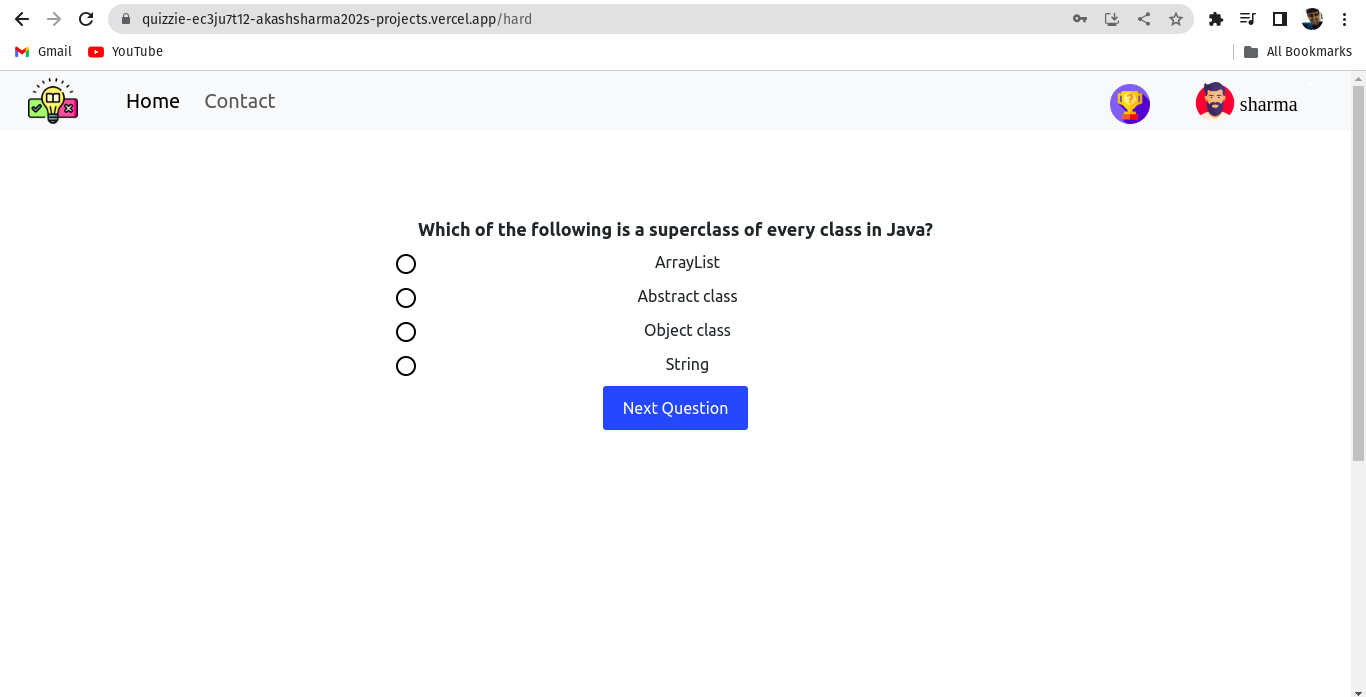 quizzie-ec3ju7t12-akashsharma202s-projects.vercel.app/hard
Gmail YouTube All Bookmarks
Home Contact sharma
Which of the following is a superclass of every class in Java?
ArrayList
Abstract class
Object class
String
Next Question